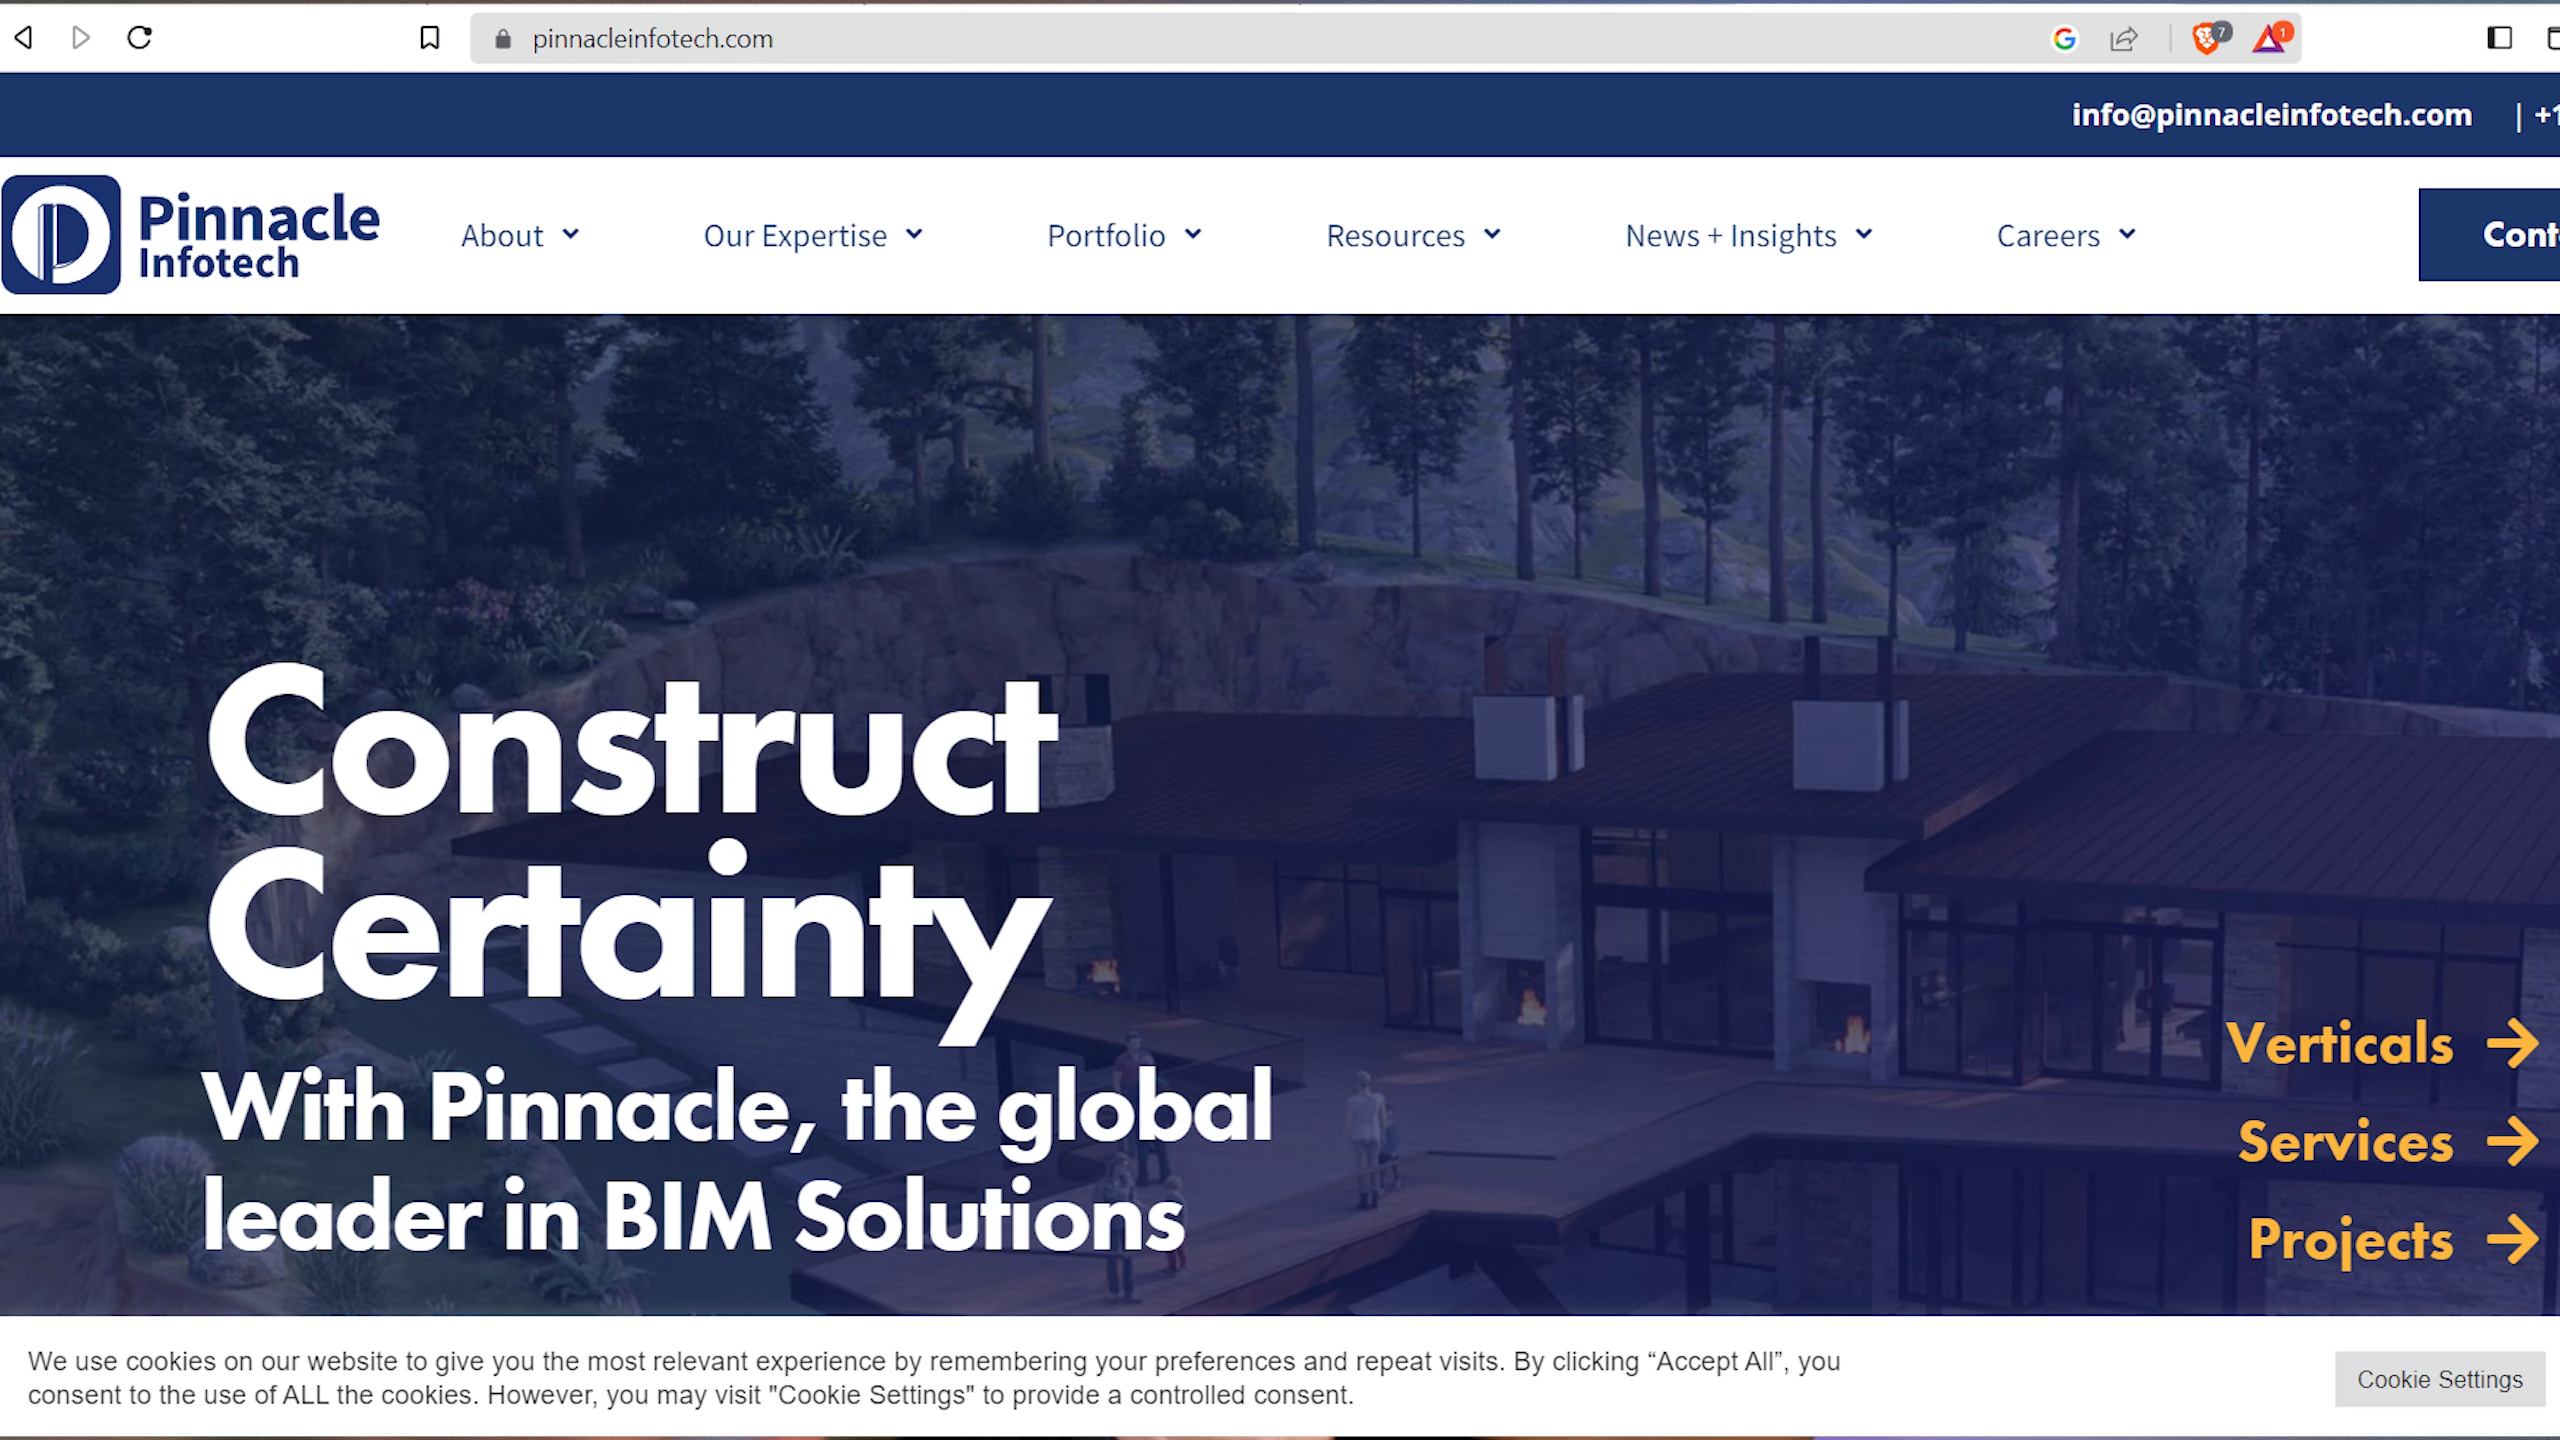 pinnacleinfotech.com
7
1
info@pinnacleinfotech.com | +1
Pinnacle
Infotech
About
Our Expertise
Portfolio
Resources
News + Insights
Careers
Construct
Certainty
With Pinnacle, the global
leader in BIM Solutions
Verticals
Services
Projects
We use cookies on our website to give you the most relevant experience by remembering your preferences and repeat visits. By clicking “Accept All”, you
consent to the use of ALL the cookies. However, you may visit "Cookie Settings" to provide a controlled consent.
Cookie Settings